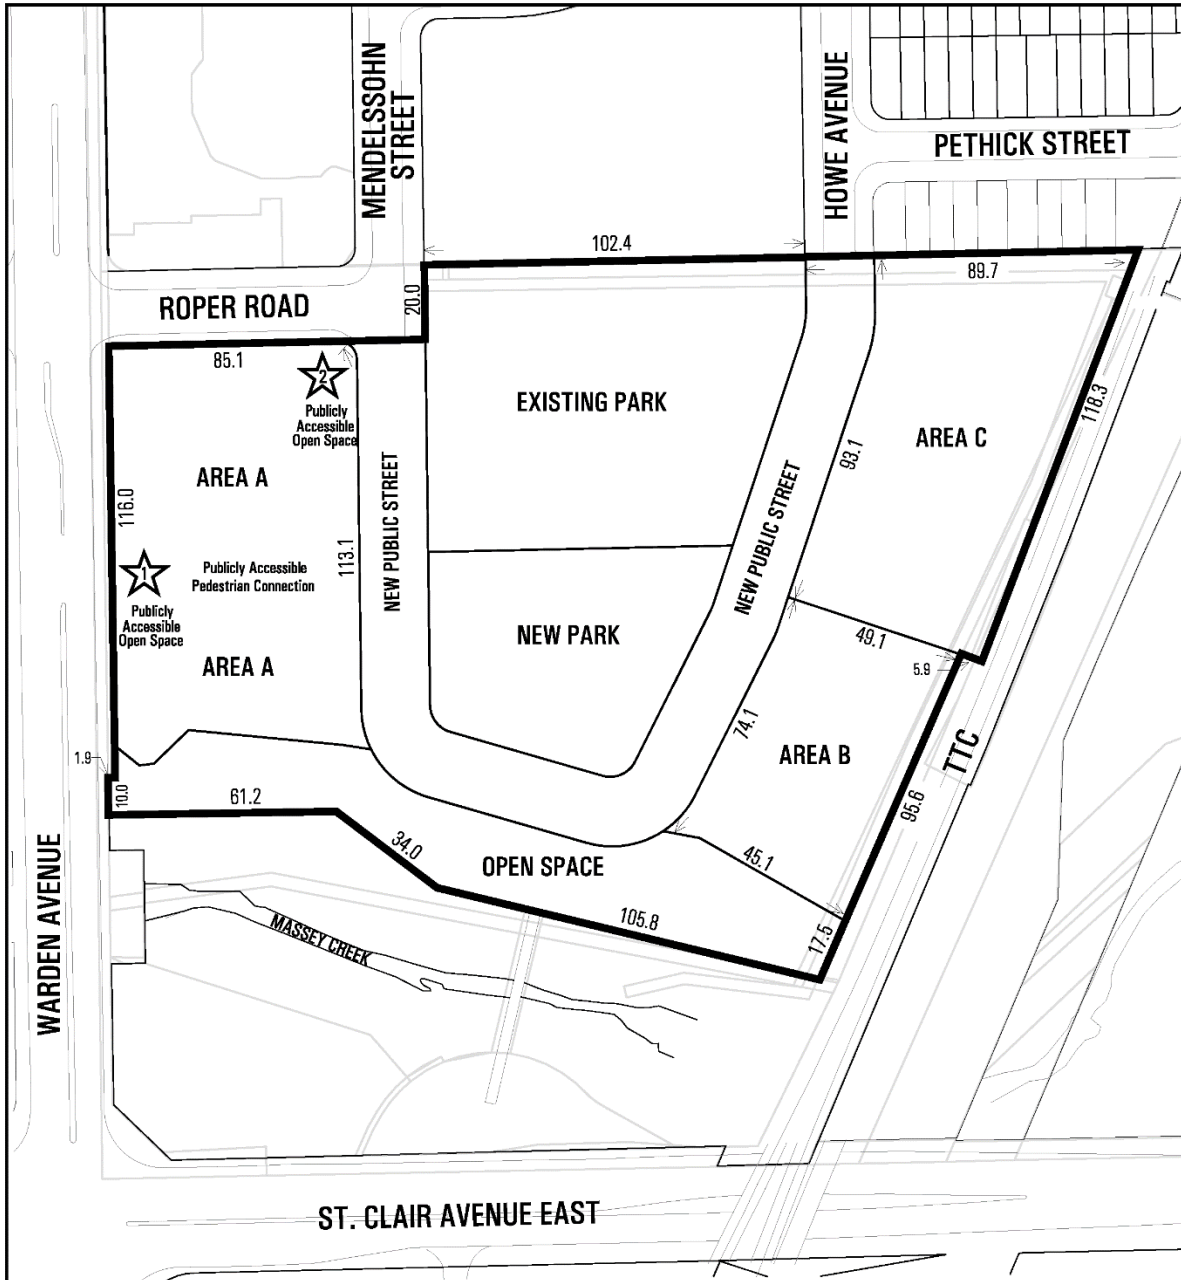 MENDELSSOHN
STREET
HOWE AVENUE
PETHICK STREET
102.4
89.7
ROPER ROAD
20.0
85.1
2
Publicly
Accessible
Open Space
EXISTING PARK
AREA C
118.3
AREA A
116.0
93.1
NEW PUBLIC STREET
113.1
NEW PUBLIC STREET
1
Publicly Accessible
Pedestrian Connection
Publicly
Accessible
Open Space
NEW PARK
49.1
5.9
AREA A
74.1
AREA B
TTC
1.9
10.0
61.2
95.6
34.0
OPEN SPACE
45.1
105.8
17.5
WARDEN AVENUE
MASSEY CREEK
ST. CLAIR AVENUE EAST